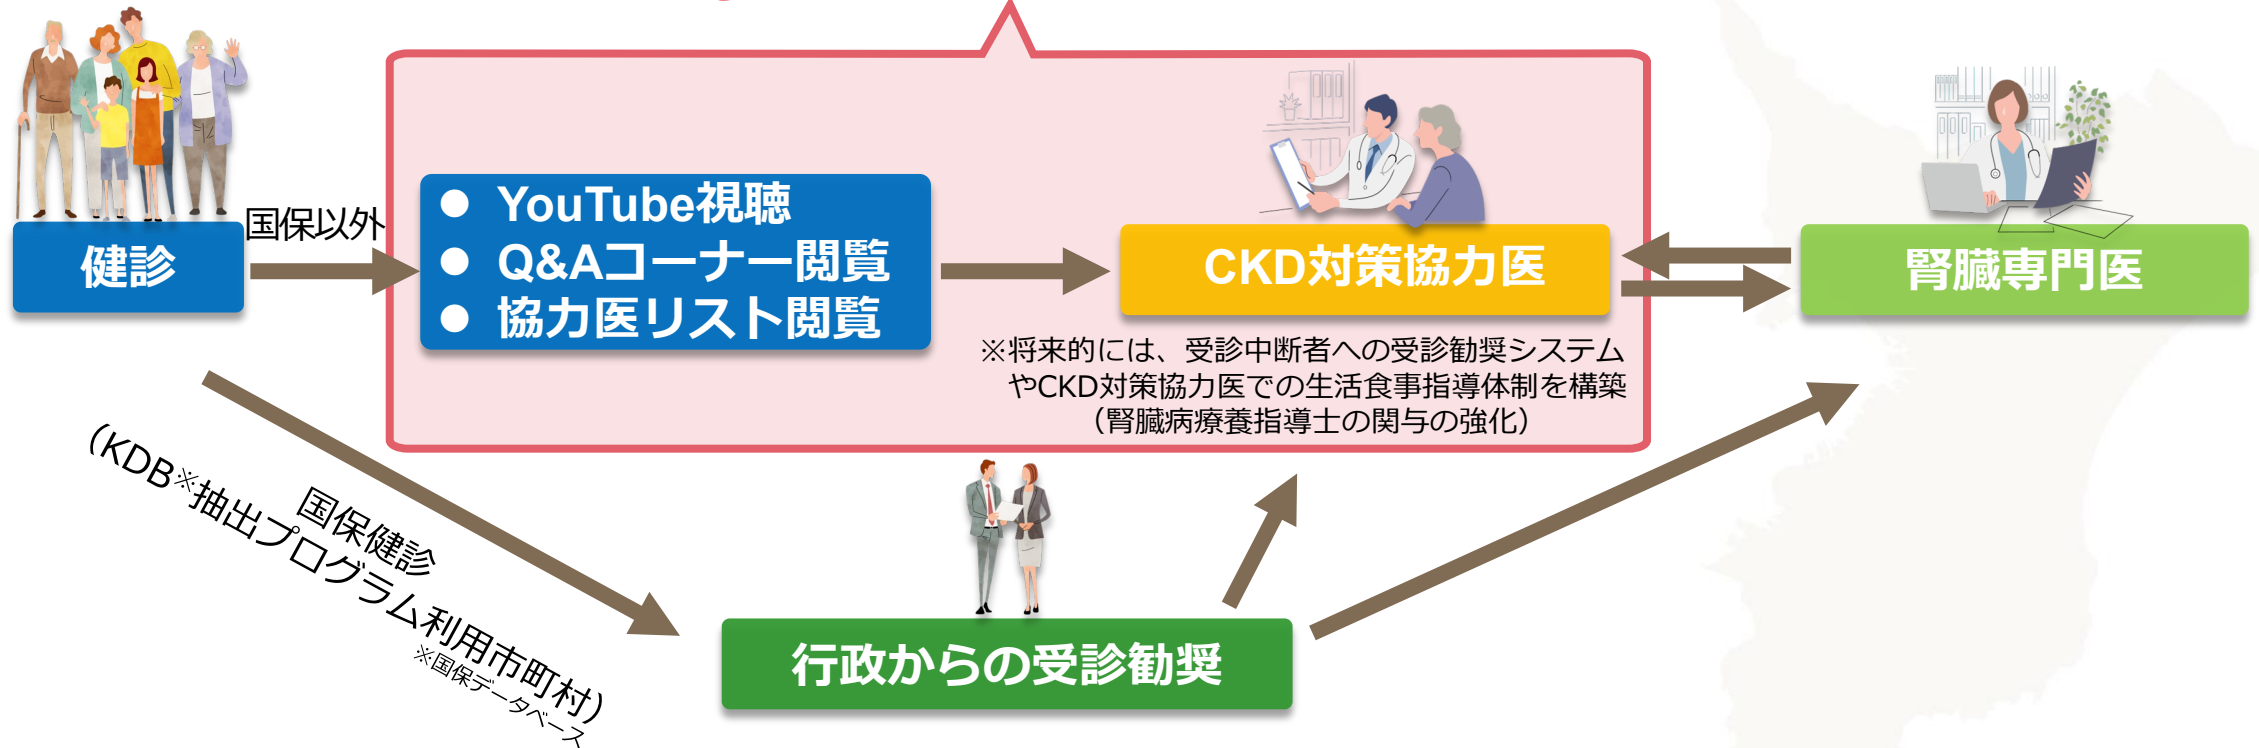 健診
国保以外
● YouTube視聴
● Q&Aコーナー閲覧
● 協力医リスト閲覧
CKD対策協力医
腎臓専門医
※将来的には、受診中断者への受診勧奨システム
やCKD対策協力医での生活食事指導体制を構築
（腎臓病療養指導士の関与の強化）
国保健診
（KDB※抽出プログラム利用市町村）
※国保データベース
行政からの受診勧奨